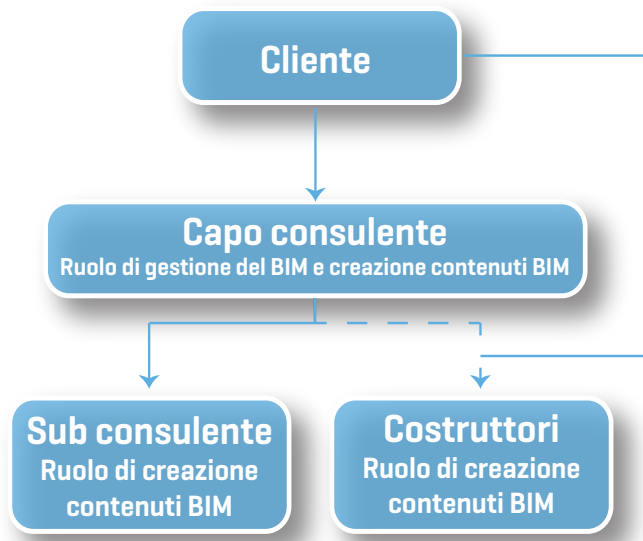 Cliente
Capo consulente
Ruolo di gestione del BIM e creazione contenuti BIM
Sub consulente
Ruolo di creazione
contenuti BIM
Costruttori
Ruolo di creazione
contenuti BIM